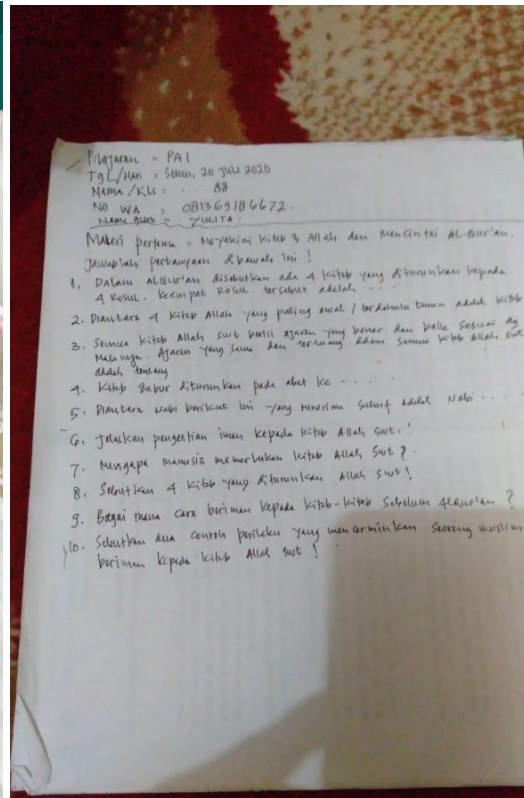 Pelajaran = PAI
Tgl/Hari = Senin, 20 Juli 2020
Nama/Kls = . . 88
No WA = 081369186672.
Nama guru = ZULITA.
Materi pertama = Meyakini kitab2 Allah dan Mencintai AL-Qur'an.
Jawablah pertanyaan dibawah ini !
1. Dalam ALQur'an disebutkan ada 4 kitab yang diturunkan kepada
4 Rosul. Keempat Rosul tersebut adalah . . .
2. Diantara 4 kitab Allah yang paling awal / terdahulu turun adalah kitab
3. Semua kitab Allah swt berisi ajaran yang benar dan baik sesuai dg
Masanya. Ajaran yang sama dan tertuang dalam semua kitab Allah swt
adalah tentang
4. Kitab Zabur diturunkan pada abat ke - . . .
5. Diantara Nabi berikut ini yang menerima suhuf adalah Nabi . . . .
6. Jelaskan pengertian iman kepada kitab Allah swt. !
7. Mengapa manusia memerlukan kitab Allah swt ?
8. Sebutkan 4 kitab yang diturunkan Allah swt !
9. Bagaimana cara beriman kepada kitab-kitab sebelum ALQur'an ?
10. Sebutkan dua contoh perilaku yang mencerminkan seorang muslim
beriman kepada kitab Allah swt !